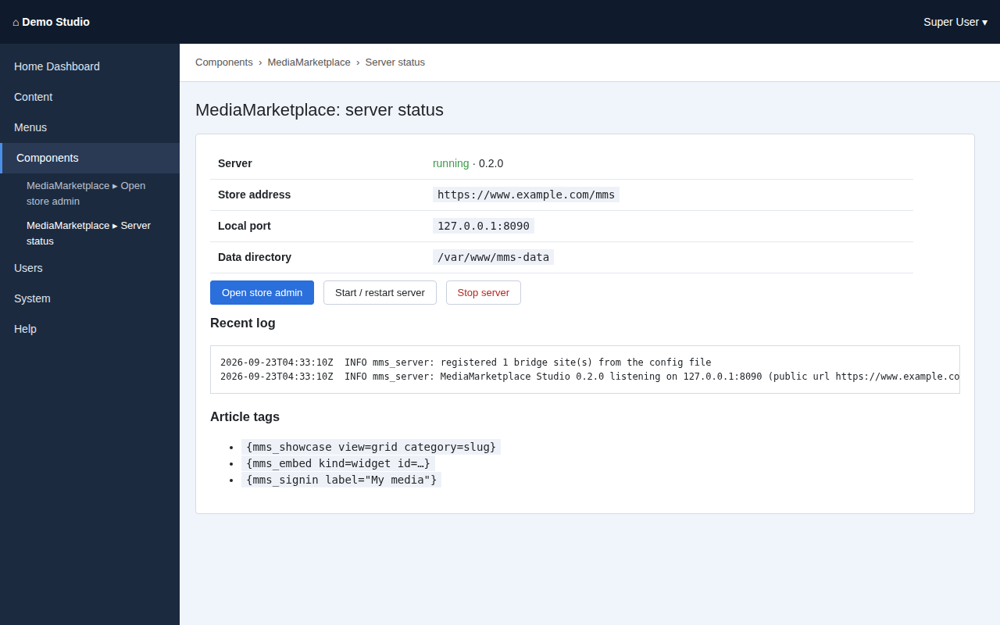 ⌂ Demo Studio
Super User ▾
Home Dashboard
Content
Menus
Components
MediaMarketplace ▸ Open
store admin
MediaMarketplace ▸ Server
status
Users
System
Help
Components › MediaMarketplace › Server status
MediaMarketplace: server status
Server running · 0.2.0
Store address https://www.example.com/mms
Local port 127.0.0.1:8090
Data directory /var/www/mms-data
Open store admin Start / restart server Stop server
Recent log
2026-09-23T04:33:10Z  INFO mms_server: registered 1 bridge site(s) from the config file
2026-09-23T04:33:10Z  INFO mms_server: MediaMarketplace Studio 0.2.0 listening on 127.0.0.1:8090 (public url https://www.example.co
Article tags
• {mms_showcase view=grid category=slug}
• {mms_embed kind=widget id=…}
• {mms_signin label="My media"}